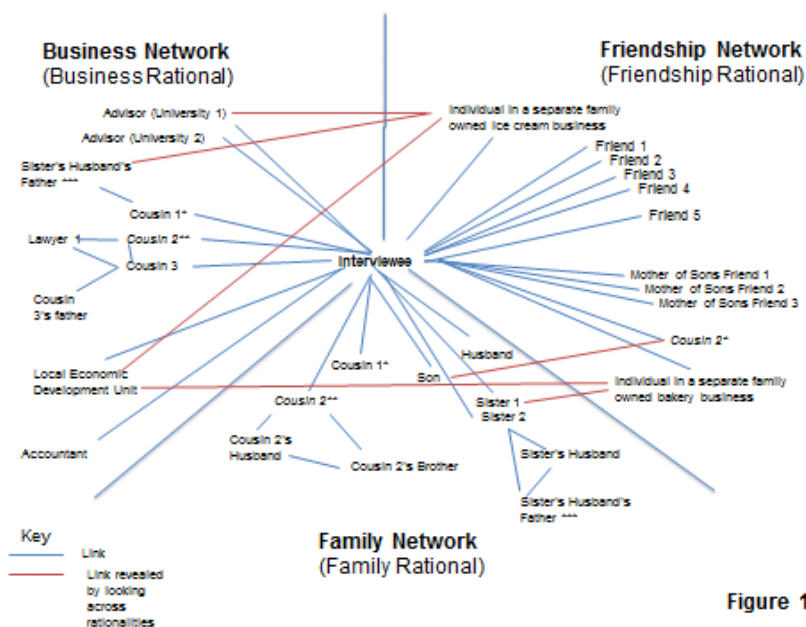 Business Network
(Business Rational)
Friendship Network
(Friendship Rational)
Advisor (University 1)
Advisor (University 2)
Individual in a separate family
owned ice cream business
Friend 1
Friend 2
Friend 3
Friend 4
Friend 5
Sister's Husband's
Father ***
Cousin 1*
Lawyer 1
Cousin 2**
Cousin 3
Cousin
3's father
Interviewee
Mother of Sons Friend 1
Mother of Sons Friend 2
Mother of Sons Friend 3
Cousin 2*
Local Economic
Development Unit
Individual in a separate family
owned bakery business
Accountant
Cousin 1*
Husband
Son
Cousin 2**
Sister 1
Sister 2
Cousin 2's
Husband
Cousin 2's Brother
Sister's Husband
Sister's Husband's
Father ***
Family Network
(Family Rational)
Key
Link
Link revealed
by looking
across
rationalities
Figure 1